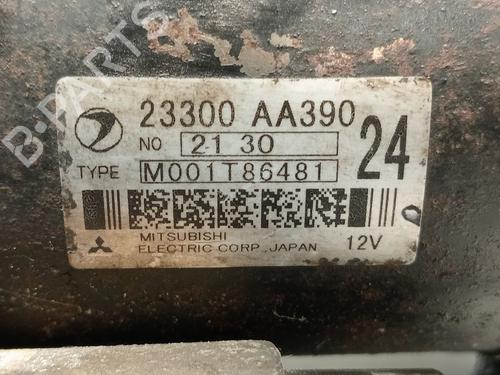 B-PARTS
23300 AA390
NO 21 30
24
TYPE M001T86481
MITSUBISHI
ELECTRIC CORP., JAPAN 12V